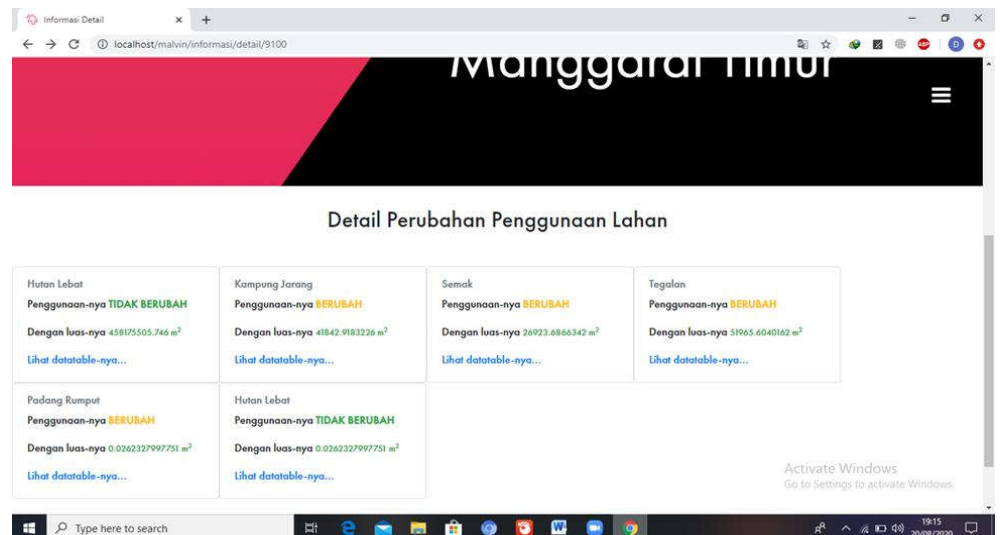 Informasi Detail
localhost/malvin/informasi/detail/9100
Manggarai Timur
Detail Perubahan Penggunaan Lahan
Hutan Lebat
Penggunaan-nya TIDAK BERUBAH
Dengan luas-nya 458175505.746 m²
Lihat datatable-nya...
Kampung Jarang
Penggunaan-nya BERUBAH
Dengan luas-nya 41842.9183226 m²
Lihat datatable-nya...
Semak
Penggunaan-nya BERUBAH
Dengan luas-nya 26923.6866342 m²
Lihat datatable-nya...
Tegalan
Penggunaan-nya BERUBAH
Dengan luas-nya 51965.6040162 m²
Lihat datatable-nya...
Padang Rumput
Penggunaan-nya BERUBAH
Dengan luas-nya 0.0262327997751 m²
Lihat datatable-nya...
Hutan Lebat
Penggunaan-nya TIDAK BERUBAH
Dengan luas-nya 0.0262327997751 m²
Lihat datatable-nya...
Activate Windows
Go to Settings to activate Windows.
Type here to search
19:15
20/08/2020